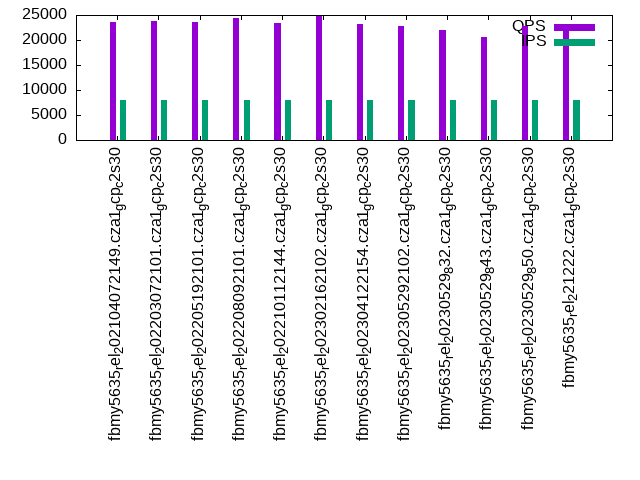 25000
20000
15000
10000
5000
0
QPS
IPS
fbmy5635rel202104072149.cza1gcpc2s30
fbmy5635rel202203072101.cza1gcpc2s30
fbmy5635rel202205192101.cza1gcpc2s30
fbmy5635rel202208092101.cza1gcpc2s30
fbmy5635rel202210112144.cza1gcpc2s30
fbmy5635rel202302162102.cza1gcpc2s30
fbmy5635rel202304122154.cza1gcpc2s30
fbmy5635rel202305292102.cza1gcpc2s30
fbmy5635rel20230529832.cza1gcpc2s30
fbmy5635rel20230529843.cza1gcpc2s30
fbmy5635rel20230529850.cza1gcpc2s30
fbmy5635rel221222.cza1gcpc2s30